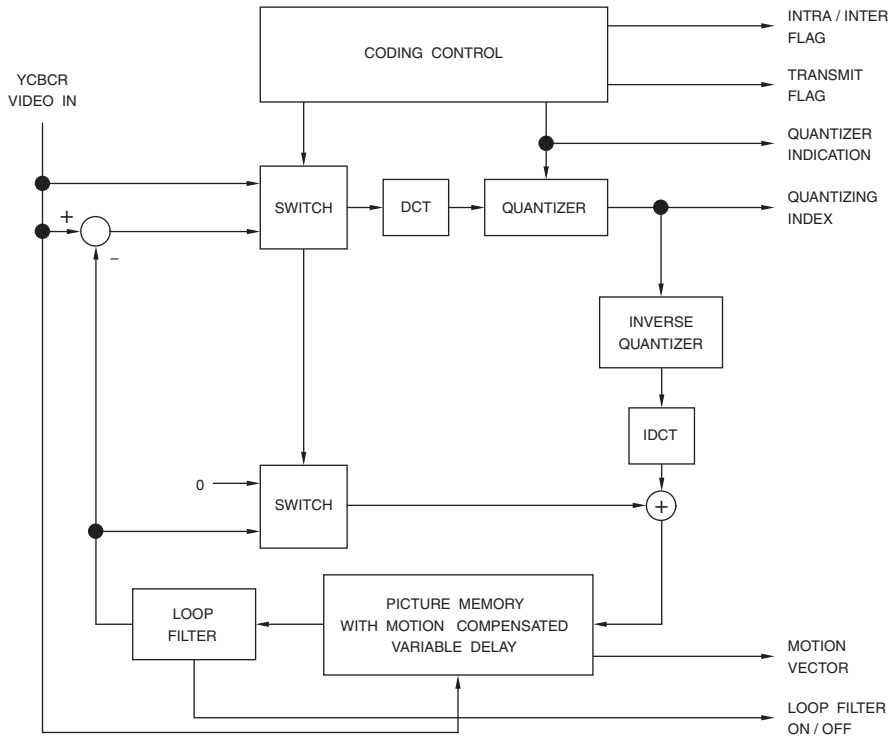 INTRA / INTER
FLAG
CODING CONTROL
YCBCR
VIDEO IN
TRANSMIT
FLAG
QUANTIZER
INDICATION
SWITCH
DCT
QUANTIZER
QUANTIZING
INDEX
+
–
INVERSE
QUANTIZER
IDCT
0
SWITCH
+
LOOP
FILTER
PICTURE MEMORY
WITH MOTION COMPENSATED
VARIABLE DELAY
MOTION
VECTOR
LOOP FILTER
ON / OFF